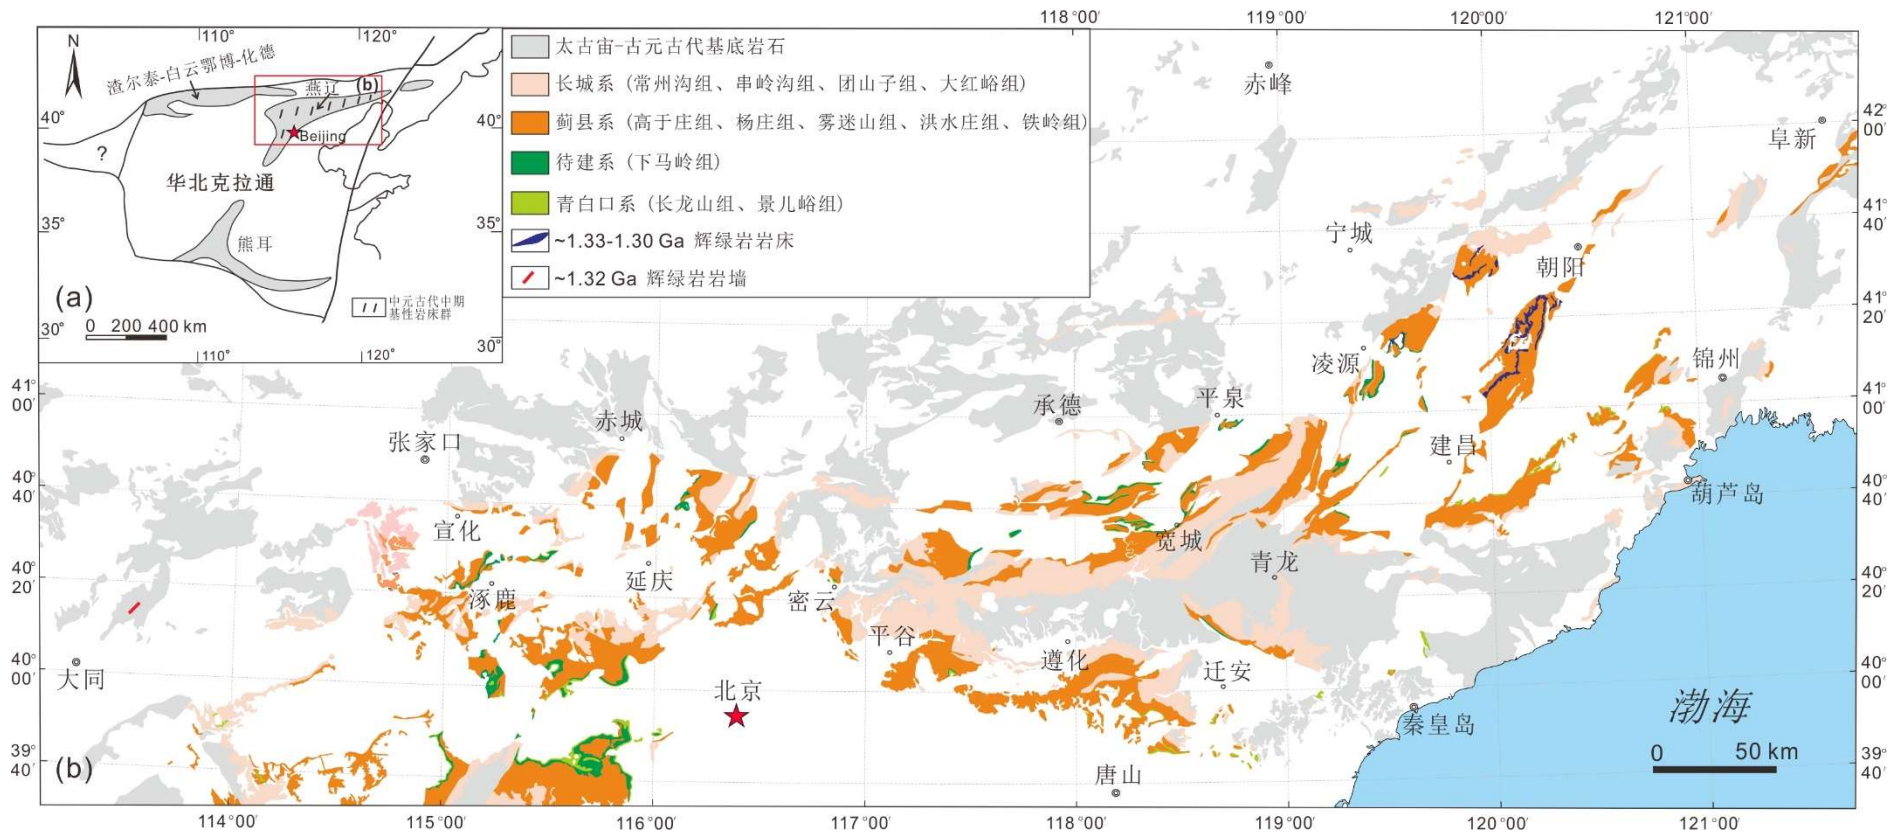 118°00′
119°00′
120°00′
121°00′
N
110°
120°
渣尔泰-白云鄂博-化德
燕辽
(b)
40°
Beijing
40°
?
华北克拉通
35°
35°
熊耳
(a)
中元古代中期
基性岩床群
0 200 400 km
30°
30°
110°
120°
太古宙-古元古代基底岩石
长城系 (常州沟组、串岭沟组、团山子组、大红峪组)
蓟县系 (高于庄组、杨庄组、雾迷山组、洪水庄组、铁岭组)
待建系 (下马岭组)
青白口系 (长龙山组、景儿峪组)
~1.33-1.30 Ga 辉绿岩岩床
~1.32 Ga 辉绿岩岩墙
赤峰
42°
00′
阜新
41°
40′
宁城
朝阳
41°
20′
凌源
锦州
41°
00′
41°
00′
平泉
承德
赤城
张家口
建昌
40°
40′
40°
40′
葫芦岛
宣化
宽城
青龙
40°
20′
40°
20′
延庆
涿鹿
密云
平谷
遵化
迁安
40°
00′
40°
00′
大同
北京
秦皇岛
渤海
0 50 km
39°
40′
39°
40′
(b)
唐山
114°00′
115°00′
116°00′
117°00′
118°00′
119°00′
120°00′
121°00′